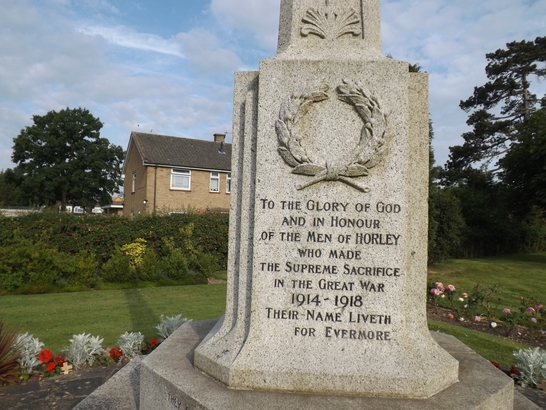 To the Glory of God
and in Honour
of the Men of HORLEY
who made
the Supreme Sacrifice
in the Great War
1914-1918
Their Name Liveth
for Evermore